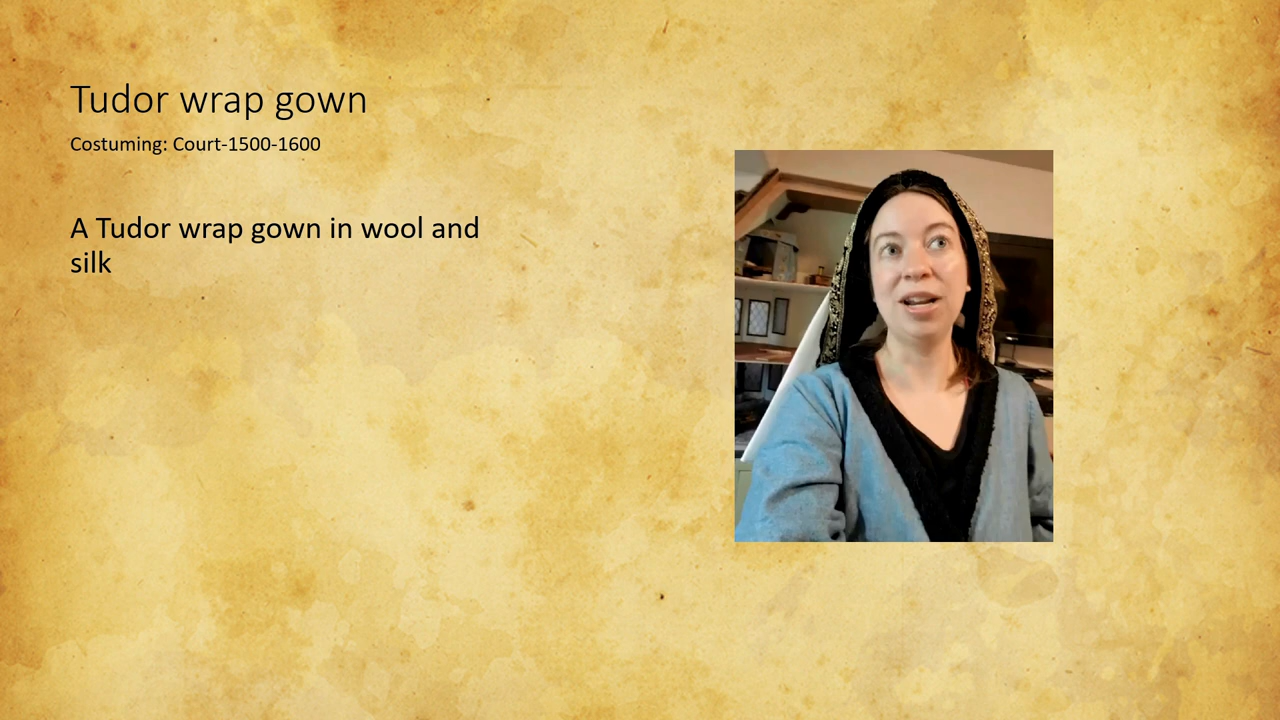 Tudor wrap gown
Costuming: Court-1500-1600
A Tudor wrap gown in wool and
silk